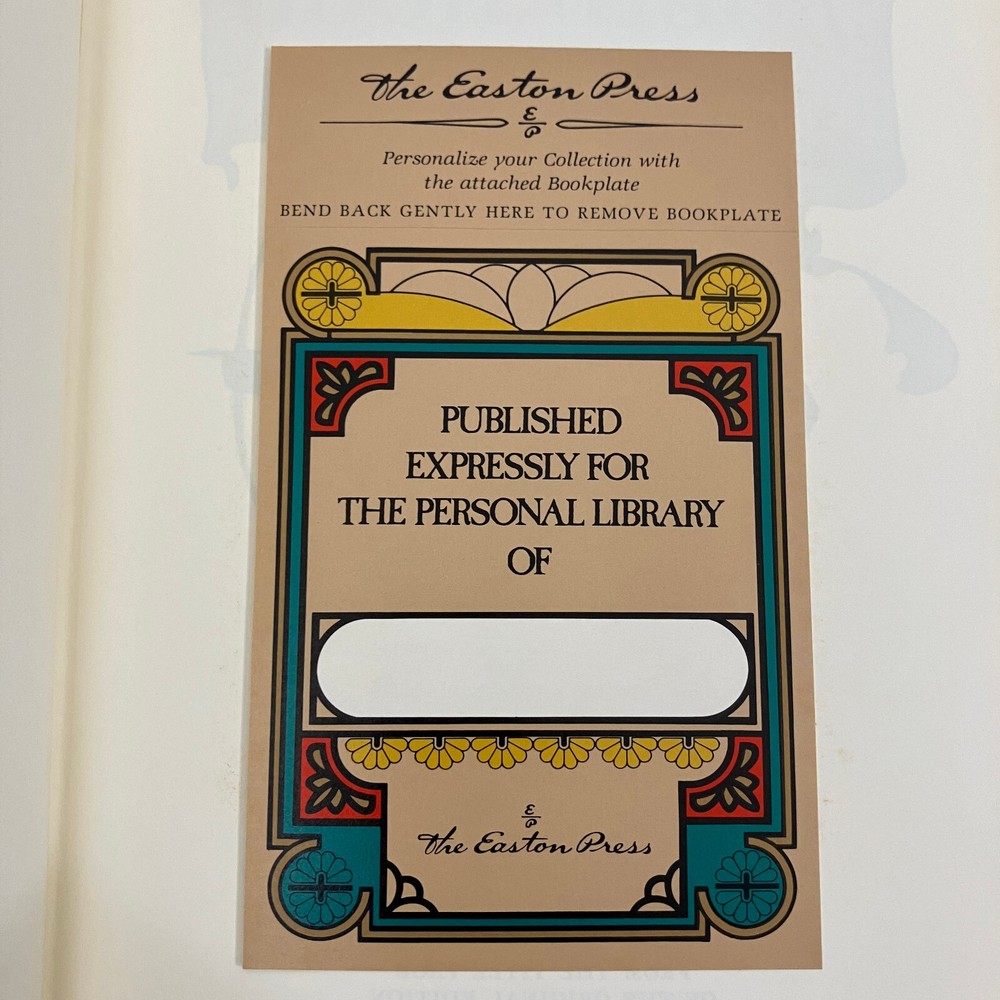 The Easton Press
E
P
Personalize your Collection with
the attached Bookplate
BEND BACK GENTLY HERE TO REMOVE BOOKPLATE
PUBLISHED
EXPRESSLY FOR
THE PERSONAL LIBRARY
OF
E
P
The Easton Press